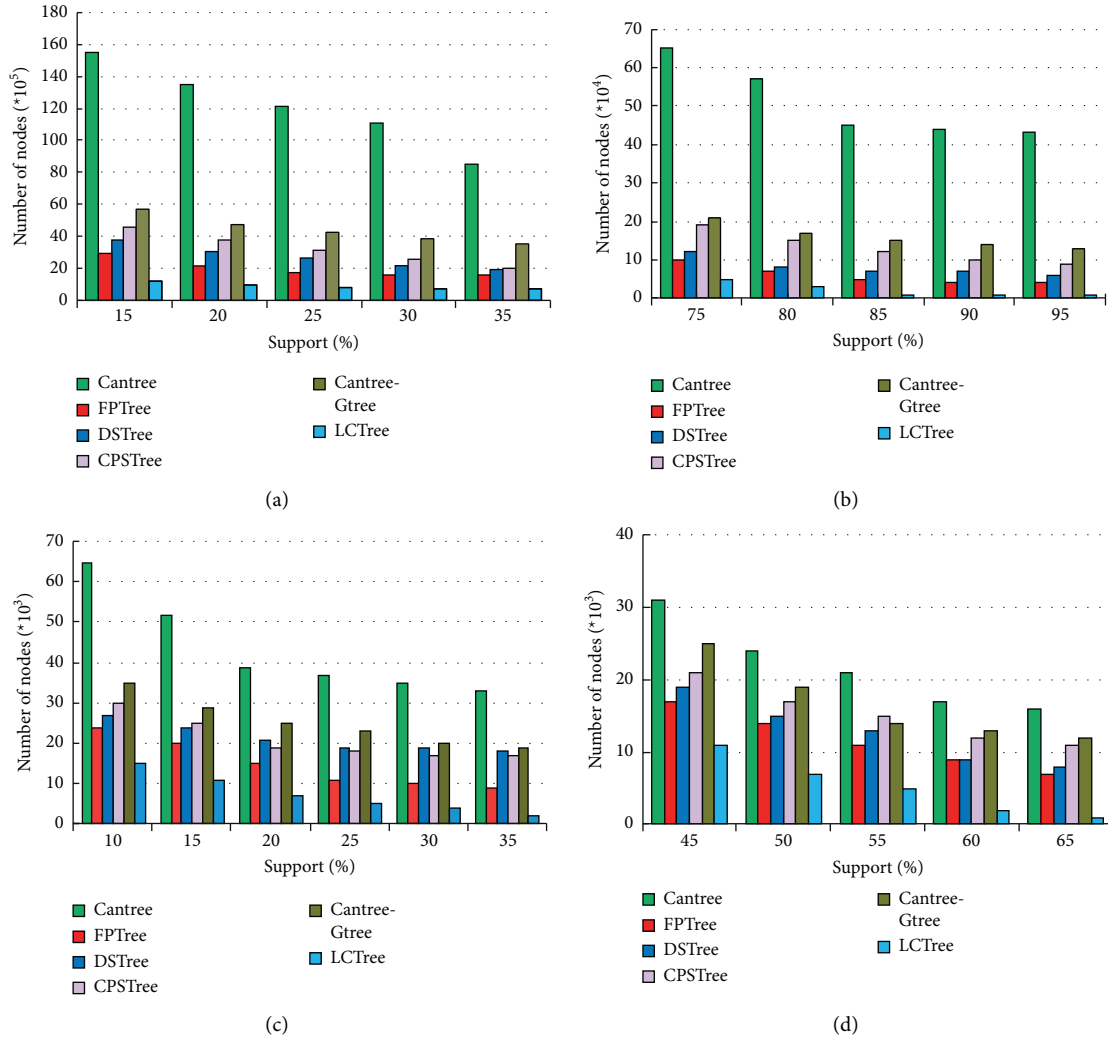 180
160
140
120
100
80
60
40
20
0
Number of nodes (*10^5)
15 20 25 30 35
Support (%)
Cantree
FPTree
DSTree
CPSTree
Cantree-
Gtree
LCTree
(a)
70
60
50
40
30
20
10
0
Number of nodes (*10^4)
75 80 85 90 95
Support (%)
Cantree
FPTree
DSTree
CPSTree
Cantree-
Gtree
LCTree
(b)
70
60
50
40
30
20
10
0
Number of nodes (*10^3)
10 15 20 25 30 35
Support (%)
Cantree
FPTree
DSTree
CPSTree
Cantree-
Gtree
LCTree
(c)
40
30
20
10
0
Number of nodes (*10^3)
45 50 55 60 65
Support (%)
Cantree
FPTree
DSTree
CPSTree
Cantree-
Gtree
LCTree
(d)